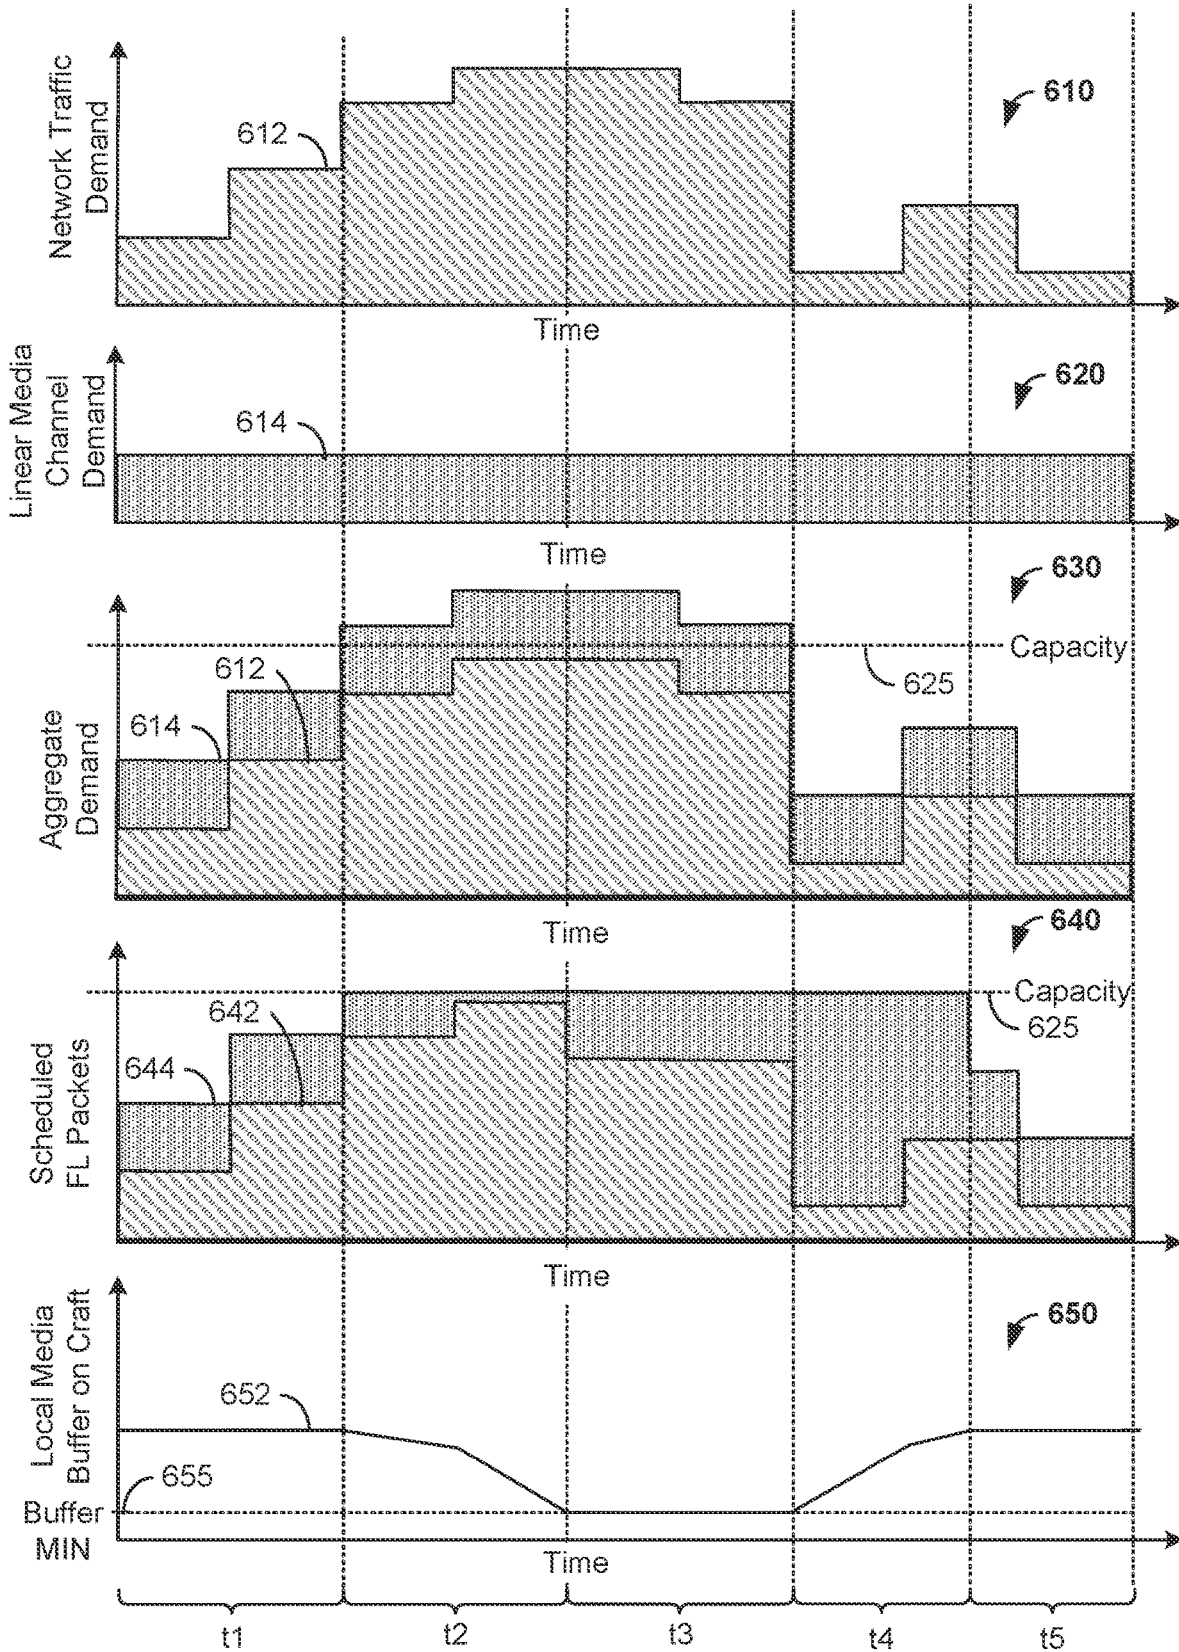 Network Traffic
Demand
612
610
Time
Linear Media
Channel
Demand
614
620
Time
Aggregate
Demand
614
612
630
Capacity
625
Time
Scheduled
FL Packets
644
642
640
Capacity
625
Time
Local Media
Buffer on Craft
652
650
655
Buffer
MIN
Time
t1
t2
t3
t4
t5